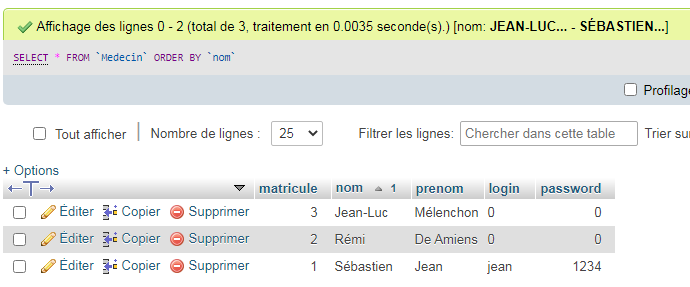 Affichage des lignes 0 - 2 (total de 3, traitement en 0.0035 seconde(s).) [nom: JEAN-LUC... - SÉBASTIEN...]
SELECT * FROM `Medecin` ORDER BY `nom`
Profilage
Tout afficher Nombre de lignes : 25 Filtrer les lignes: Chercher dans cette table Trier su
+ Options
matricule nom 1 prenom login password
Éditer Copier Supprimer 3 Jean-Luc Mélenchon 0 0
Éditer Copier Supprimer 2 Rémi De Amiens 0 0
Éditer Copier Supprimer 1 Sébastien Jean jean 1234